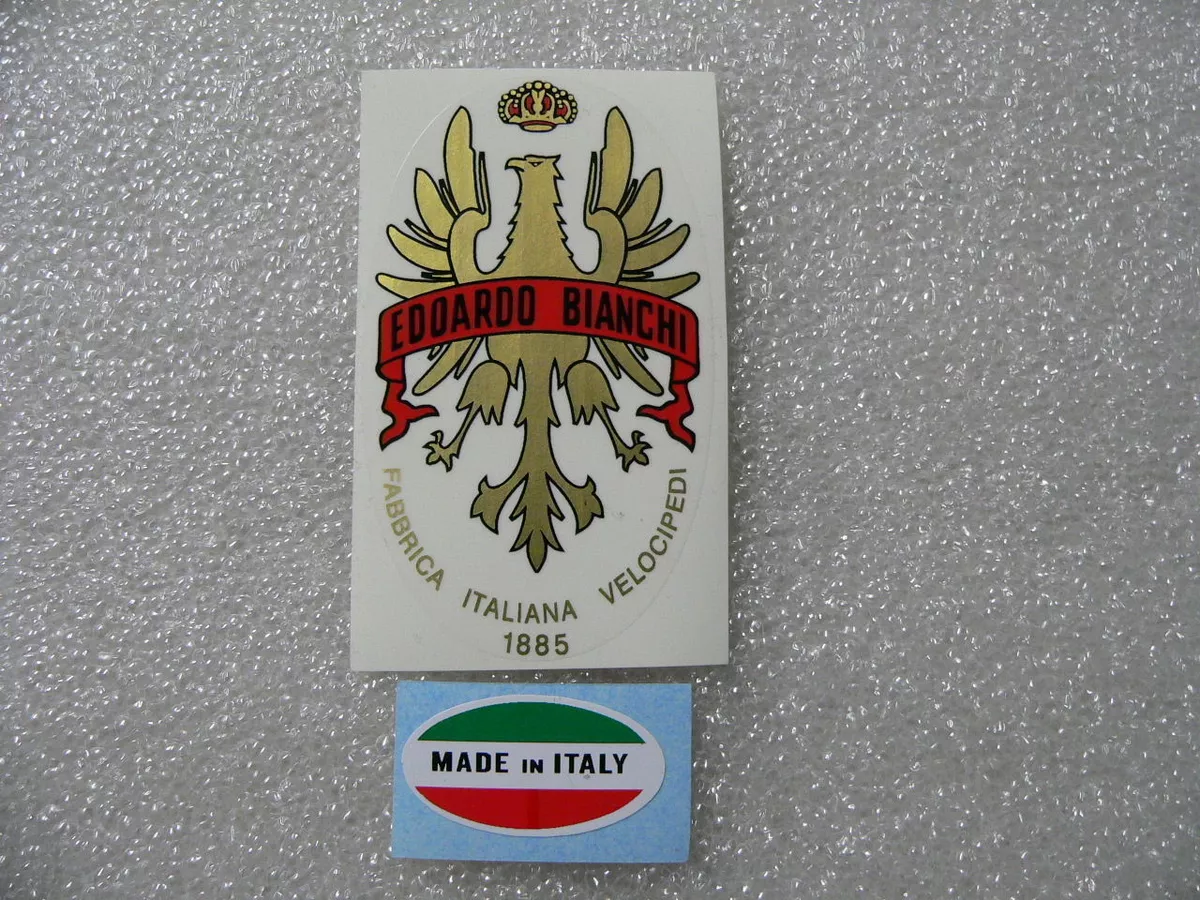 EDOARDO BIANCHI
FABBRICA ITALIANA VELOCIPEDI
1885
MADE IN ITALY